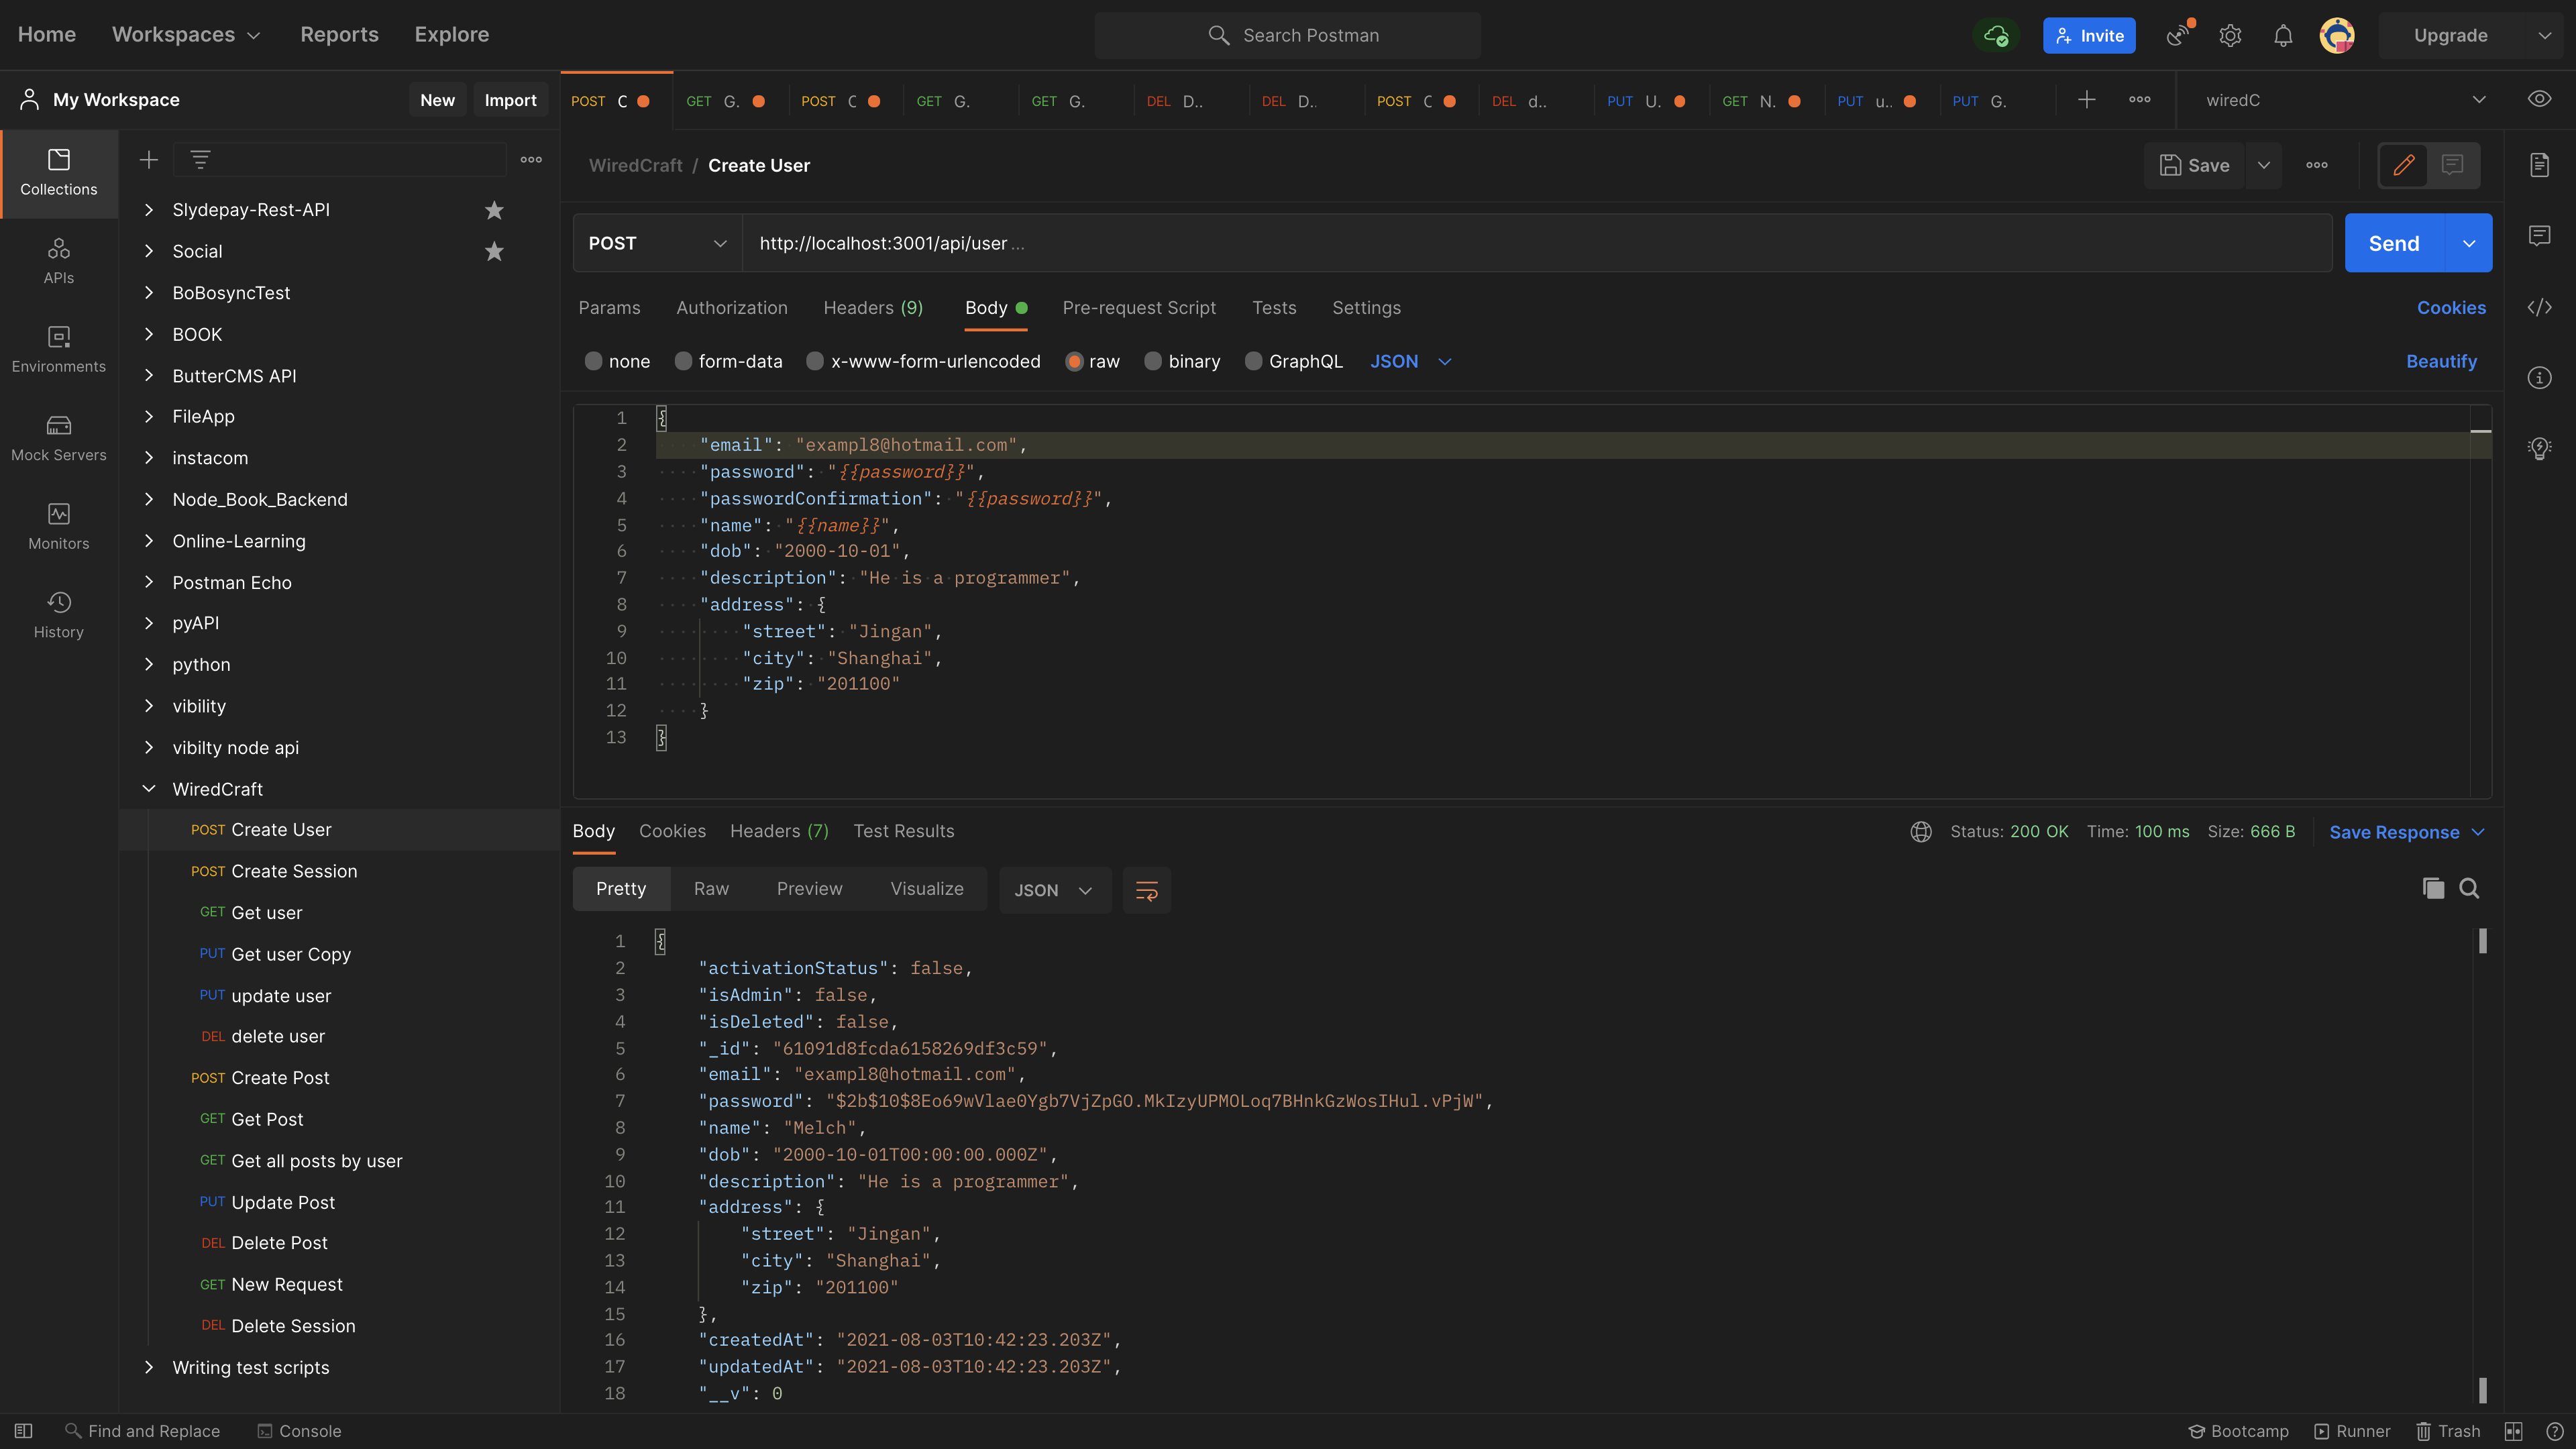 Home Workspaces Reports Explore Search Postman Invite Upgrade
My Workspace New Import
POST C GET G. POST C GET G. GET G. DEL D.. DEL D.. POST C DEL d.. PUT U. GET N. PUT u.. PUT G. wiredC
Collections
APIs
Environments
Mock Servers
Monitors
History
Slydepay-Rest-API
Social
BoBosyncTest
BOOK
ButterCMS API
FileApp
instacom
Node_Book_Backend
Online-Learning
Postman Echo
pyAPI
python
vibility
vibilty node api
WiredCraft
POST Create User
POST Create Session
GET Get user
PUT Get user Copy
PUT update user
DEL delete user
POST Create Post
GET Get Post
GET Get all posts by user
PUT Update Post
DEL Delete Post
GET New Request
DEL Delete Session
Writing test scripts
WiredCraft / Create User Save
POST http://localhost:3001/api/user ... Send
Params Authorization Headers (9) Body Pre-request Script Tests Settings Cookies
none form-data x-www-form-urlencoded raw binary GraphQL JSON Beautify
1 {
2 "email": "exampl8@hotmail.com",
3 "password": "{{password}}",
4 "passwordConfirmation": "{{password}}",
5 "name": "{{name}}",
6 "dob": "2000-10-01",
7 "description": "He is a programmer",
8 "address": {
9 "street": "Jingan",
10 "city": "Shanghai",
11 "zip": "201100"
12 }
13 }
Body Cookies Headers (7) Test Results Status: 200 OK Time: 100 ms Size: 666 B Save Response
Pretty Raw Preview Visualize JSON
1 {
2 "activationStatus": false,
3 "isAdmin": false,
4 "isDeleted": false,
5 "_id": "61091d8fcda6158269df3c59",
6 "email": "exampl8@hotmail.com",
7 "password": "$2b$10$8Eo69wVlae0Ygb7VjZpGO.MkIzyUPMOLoq7BHnkGzWosIHul.vPjW",
8 "name": "Melch",
9 "dob": "2000-10-01T00:00:00.000Z",
10 "description": "He is a programmer",
11 "address": {
12 "street": "Jingan",
13 "city": "Shanghai",
14 "zip": "201100"
15 },
16 "createdAt": "2021-08-03T10:42:23.203Z",
17 "updatedAt": "2021-08-03T10:42:23.203Z",
18 "__v": 0
Find and Replace Console Bootcamp Runner Trash